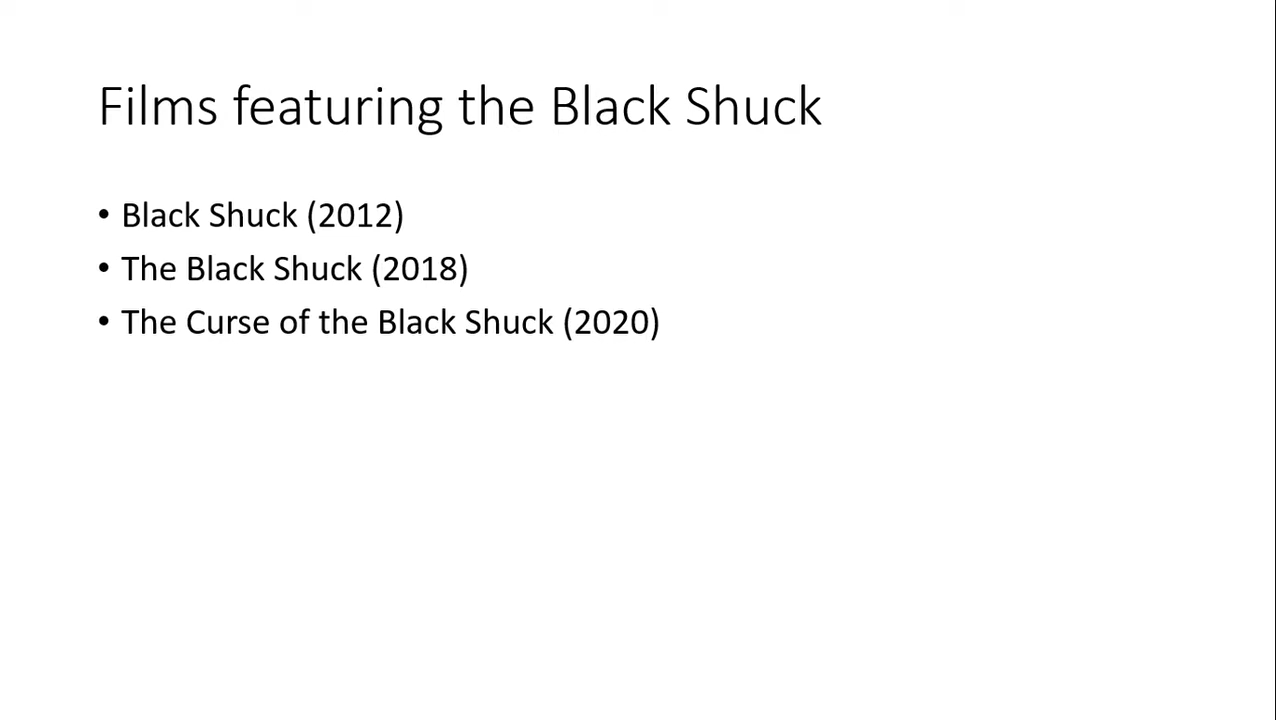 Films featuring the Black Shuck
• Black Shuck (2012)
• The Black Shuck (2018)
• The Curse of the Black Shuck (2020)